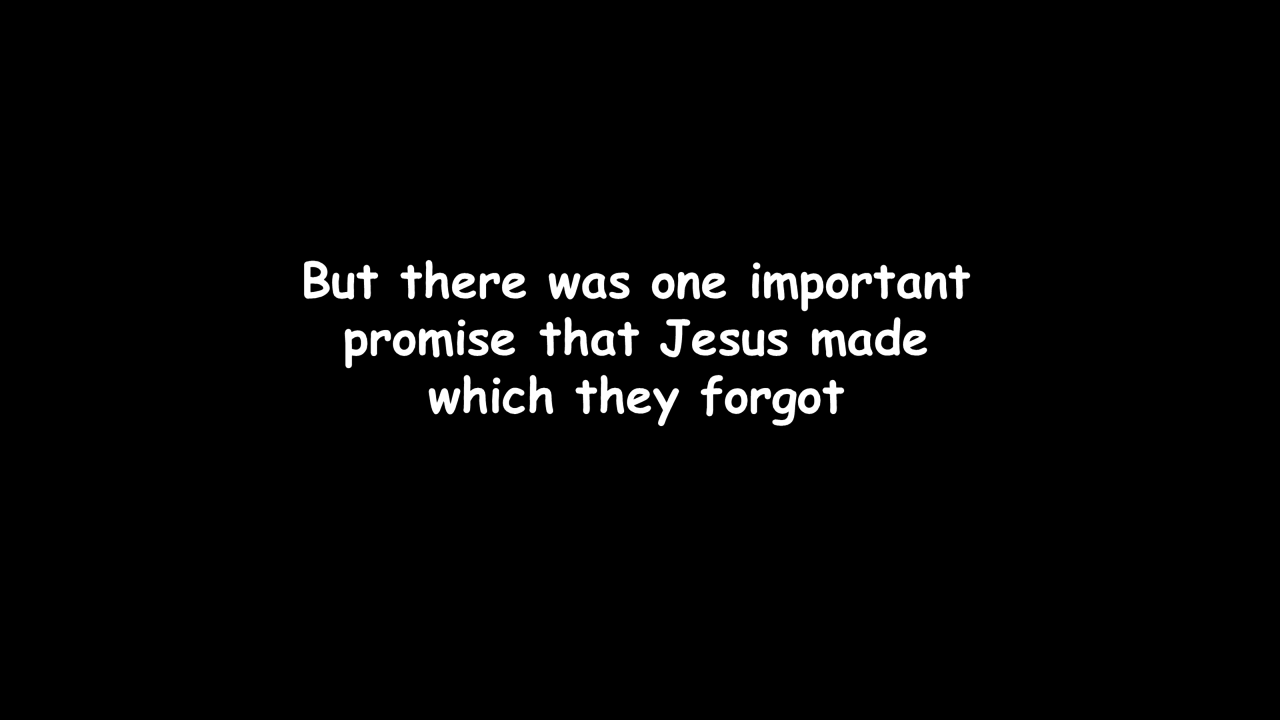 But there was one important
promise that Jesus made
which they forgot